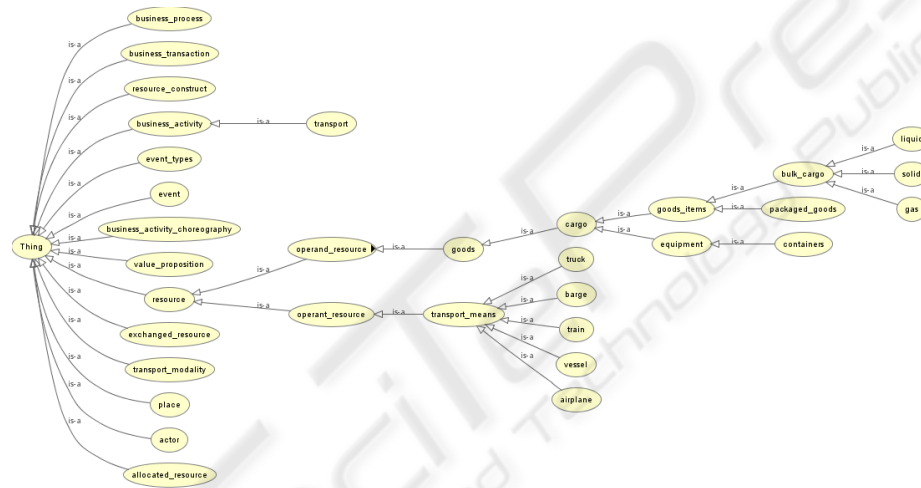 business_process
is-a
business_transaction
is-a
resource_construct
is-a
business_activity
is-a
transport
is-a
event_types
is-a
event
is-a
business_activity_choreography
is-a
Thing
value_proposition
is-a
resource
is-a
exchanged_resource
is-a
transport_modality
is-a
place
is-a
actor
is-a
allocated_resource
is-a
operand_resource
is-a
goods
is-a
cargo
is-a
goods_items
is-a
bulk_cargo
is-a
liquid
is-a
solid
is-a
gas
is-a
packaged_goods
is-a
equipment
is-a
containers
is-a
operant_resource
is-a
transport_means
is-a
truck
is-a
barge
is-a
train
is-a
vessel
is-a
airplane
is-a